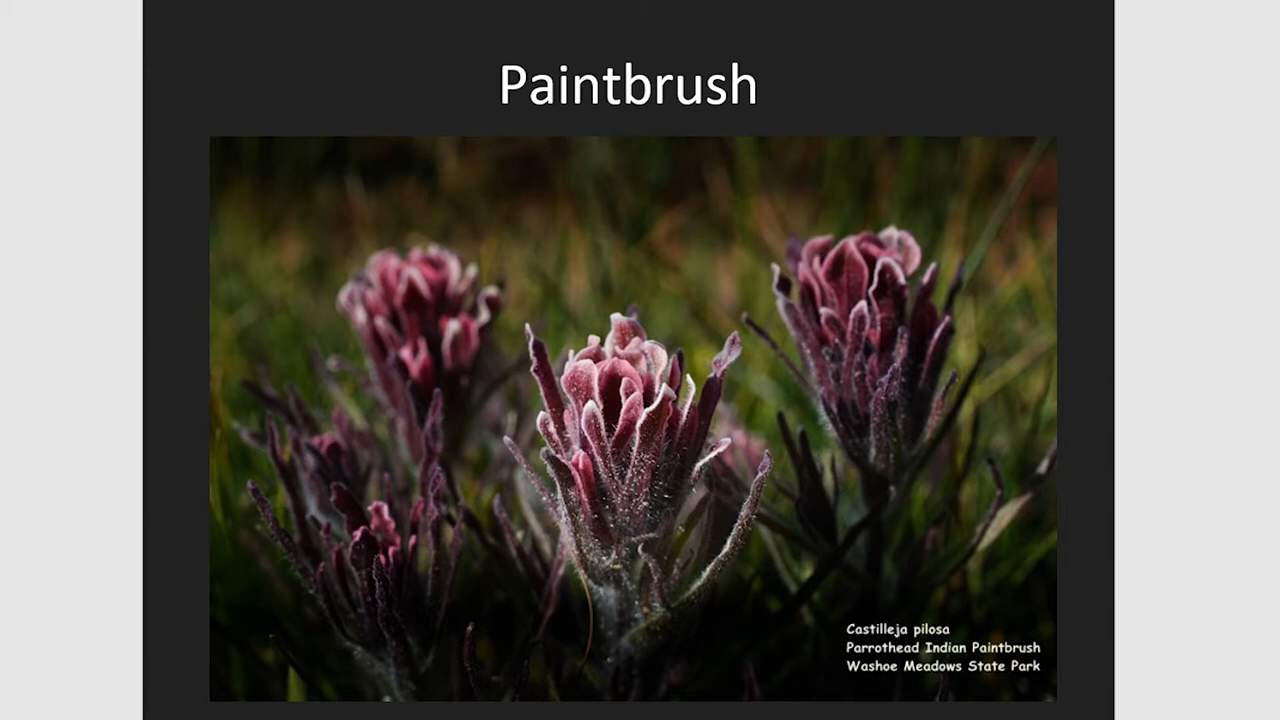 Paintbrush
Castilleja pilosa
Parrothead Indian Paintbrush
Washoe Meadows State Park